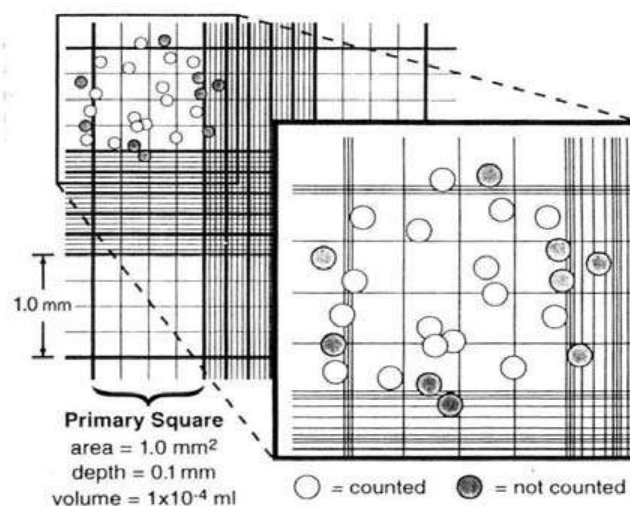 1.0 mm
Primary Square
area = 1.0 mm²
depth = 0.1 mm
volume = 1x10⁻⁴ ml
= counted
= not counted